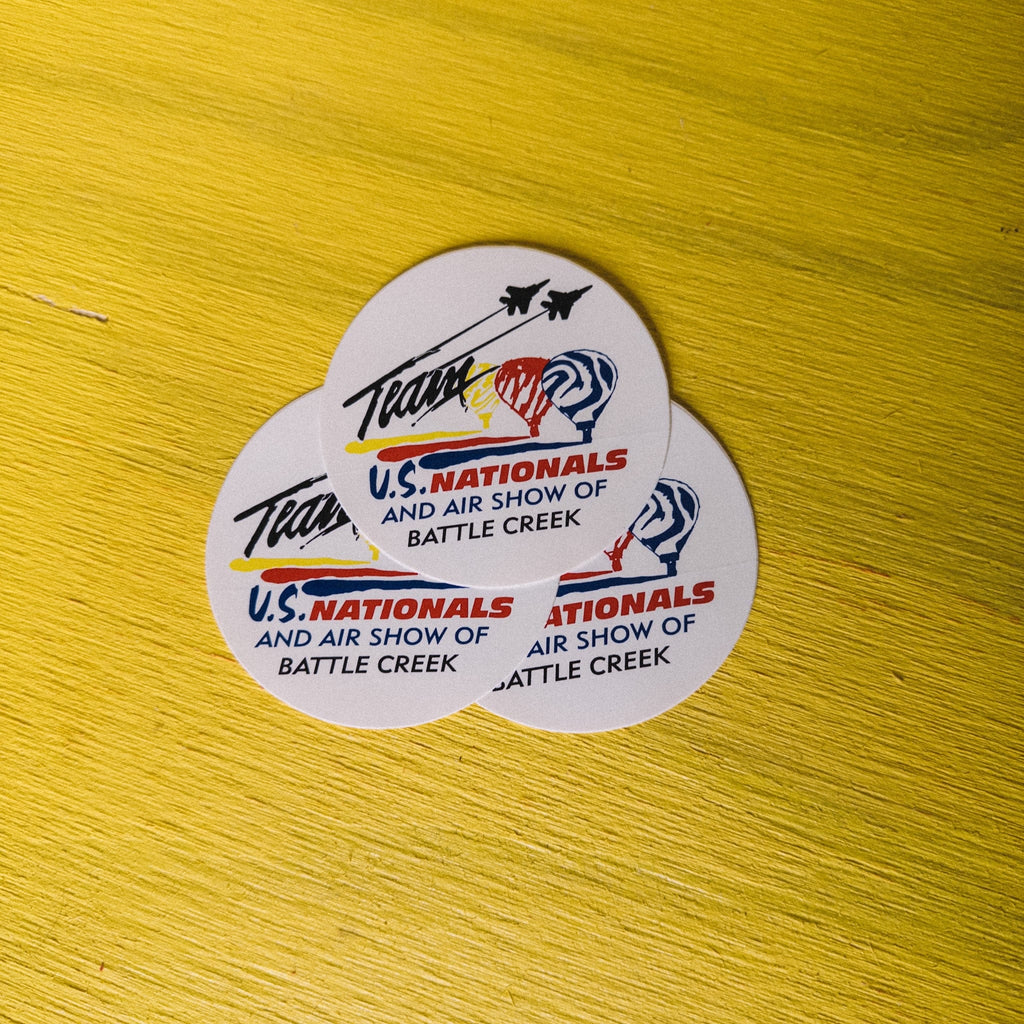 Team
U.S. NATIONALS
AND AIR SHOW OF
BATTLE CREEK
Team
U.S. NATIONALS
AND AIR SHOW OF
BATTLE CREEK
ATIONALS
AIR SHOW OF
BATTLE CREEK